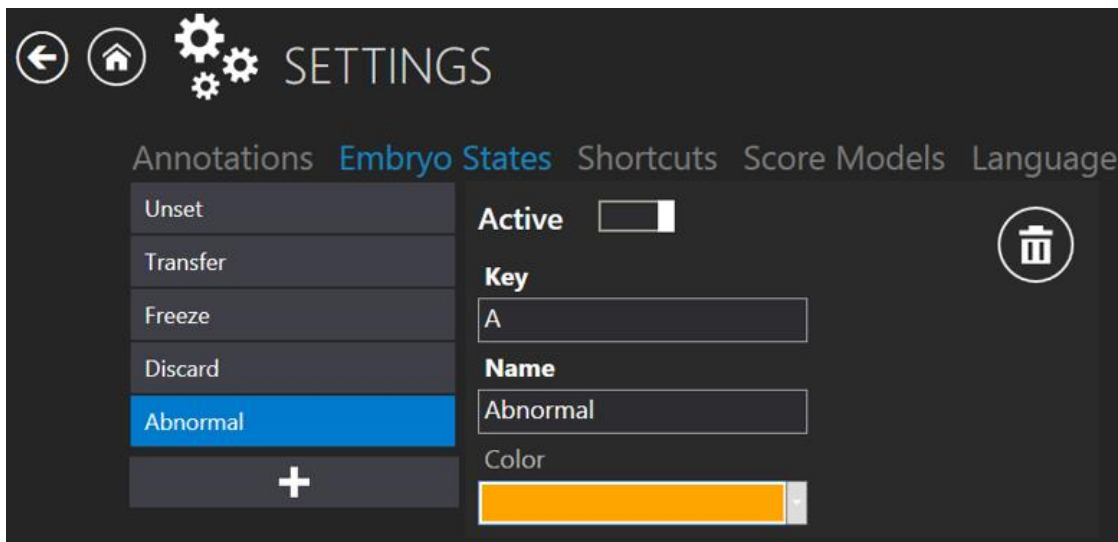 SETTINGS
Annotations Embryo States Shortcuts Score Models Language
Unset
Transfer
Freeze
Discard
Abnormal
Active
Key
A
Name
Abnormal
Color